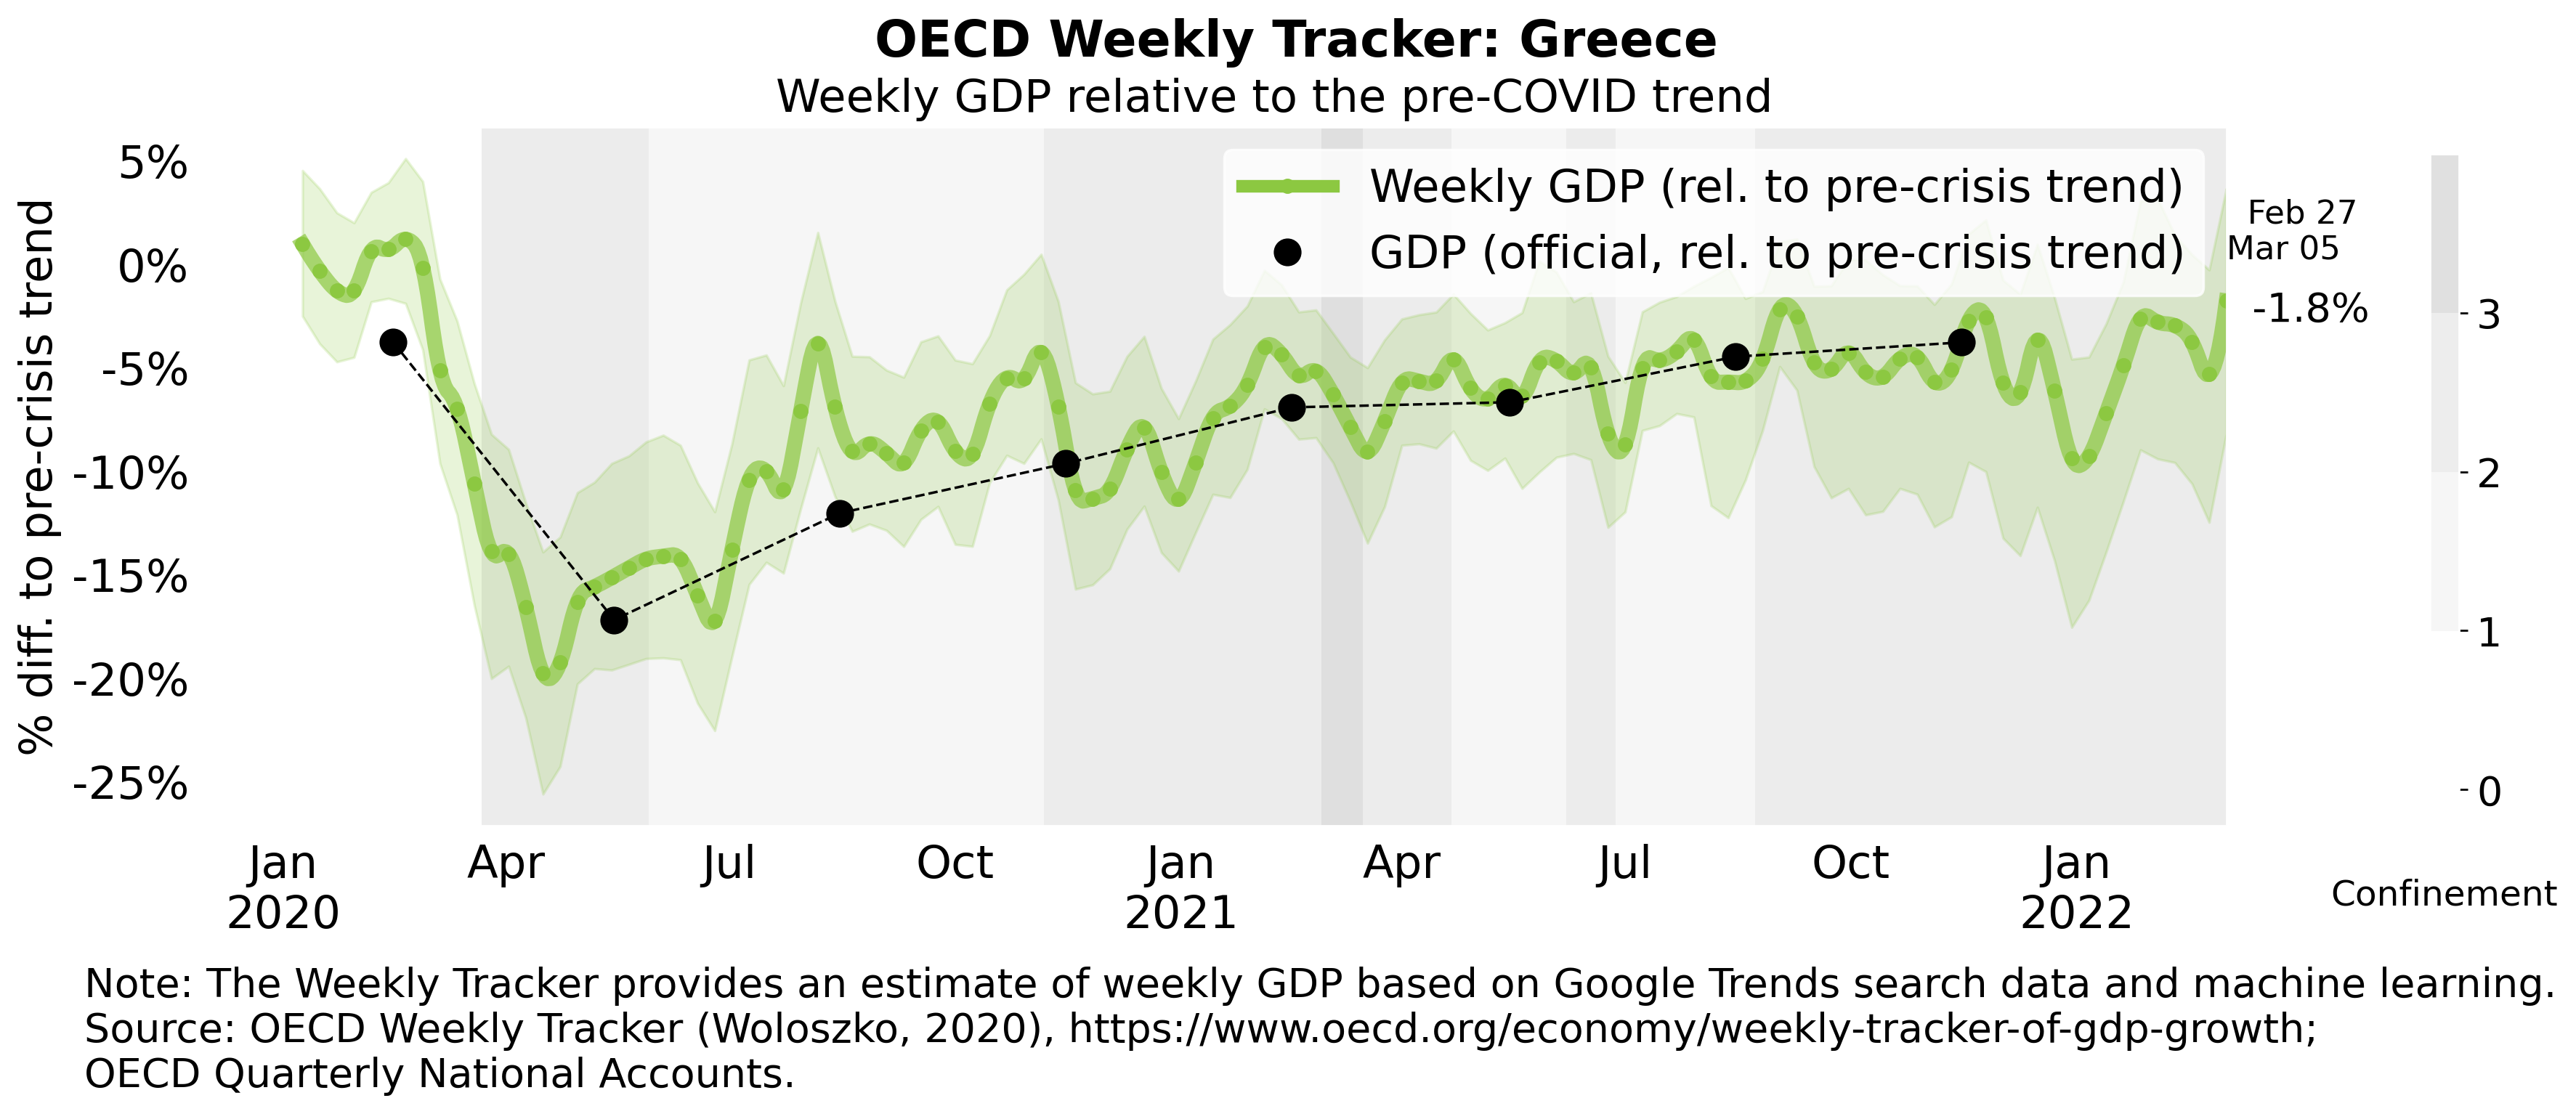 OECD Weekly Tracker: Greece
Weekly GDP relative to the pre-COVID trend
% diff. to pre-crisis trend
5%
0%
-5%
-10%
-15%
-20%
-25%
Weekly GDP (rel. to pre-crisis trend)
GDP (official, rel. to pre-crisis trend)
Feb 27
Mar 05
-1.8%
3
2
1
0
Confinement
Jan Apr Jul Oct Jan Apr Jul Oct Jan
2020 2021 2022
Note: The Weekly Tracker provides an estimate of weekly GDP based on Google Trends search data and machine learning.
Source: OECD Weekly Tracker (Woloszko, 2020), https://www.oecd.org/economy/weekly-tracker-of-gdp-growth;
OECD Quarterly National Accounts.